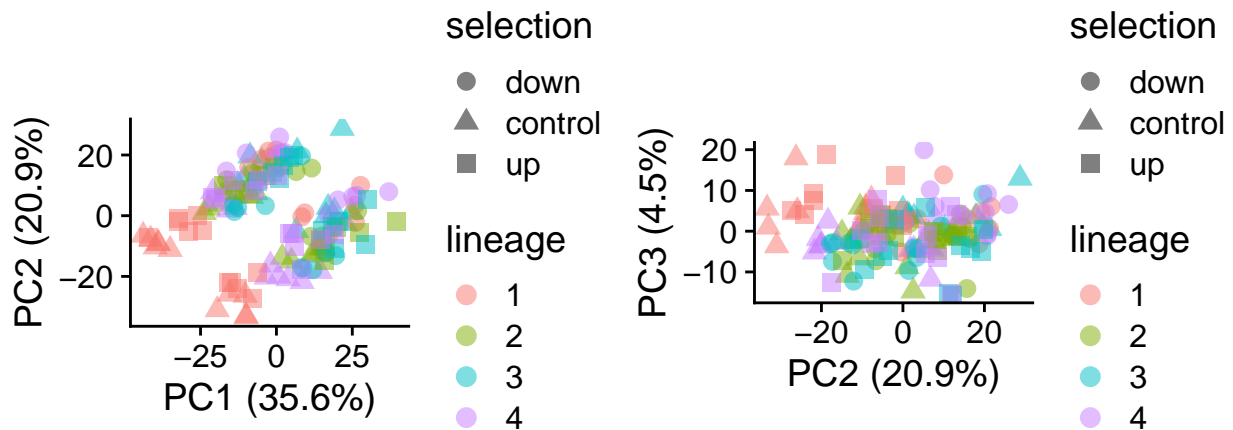 selection
down
control
up
lineage
1
2
3
4
PC2 (20.9%)
20
0
−20
−25
0
25
PC1 (35.6%)
selection
down
control
up
lineage
1
2
3
4
PC3 (4.5%)
20
10
0
−10
−20
0
20
PC2 (20.9%)